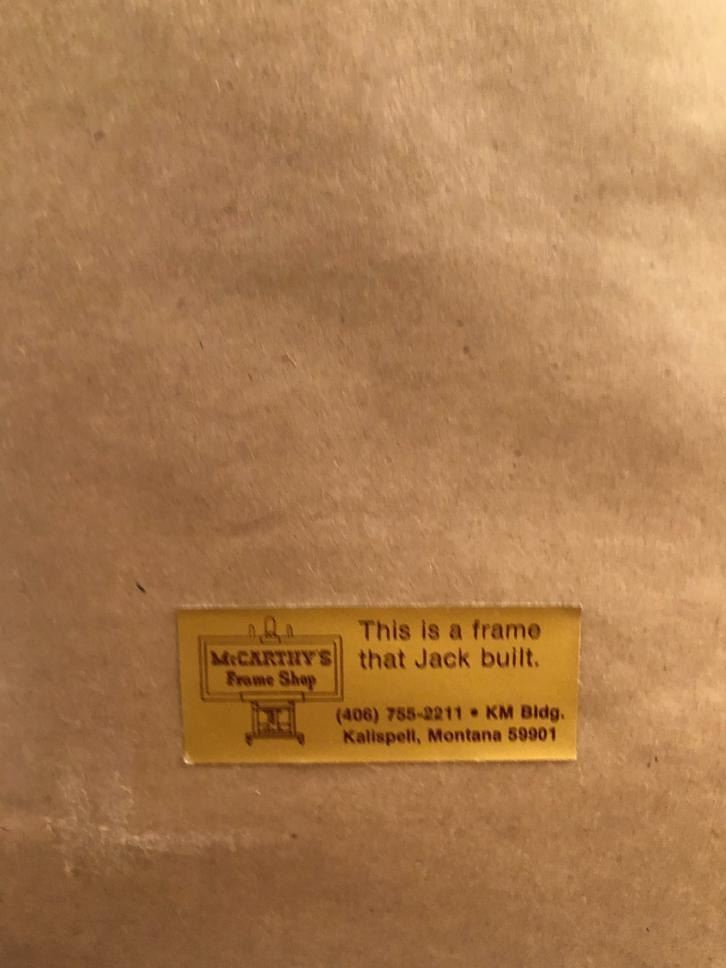 McCARTHY'S
Frame Shop
This is a frame
that Jack built.
(406) 755-2211 • KM Bldg.
Kalispell, Montana 59901